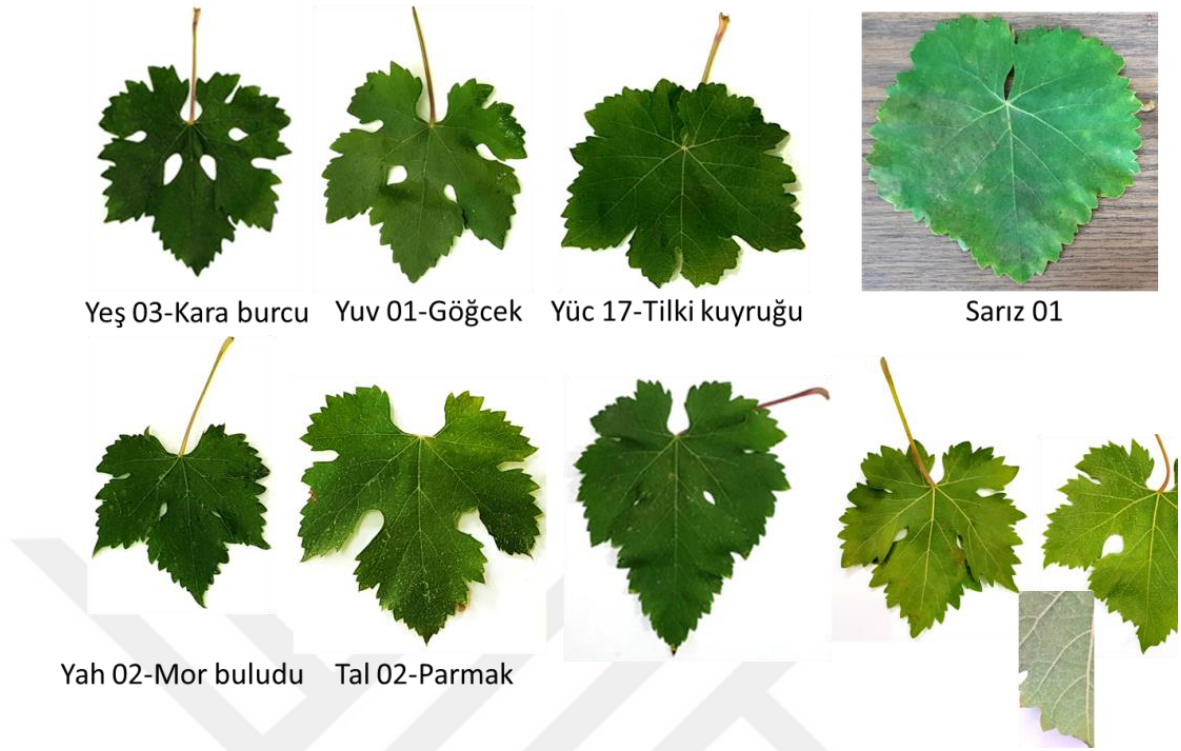 Yeş 03-Kara burcu
Yuv 01-Göğcek
Yüc 17-Tilki kuyruğu
Sarız 01
Yah 02-Mor buludu
Tal 02-Parmak